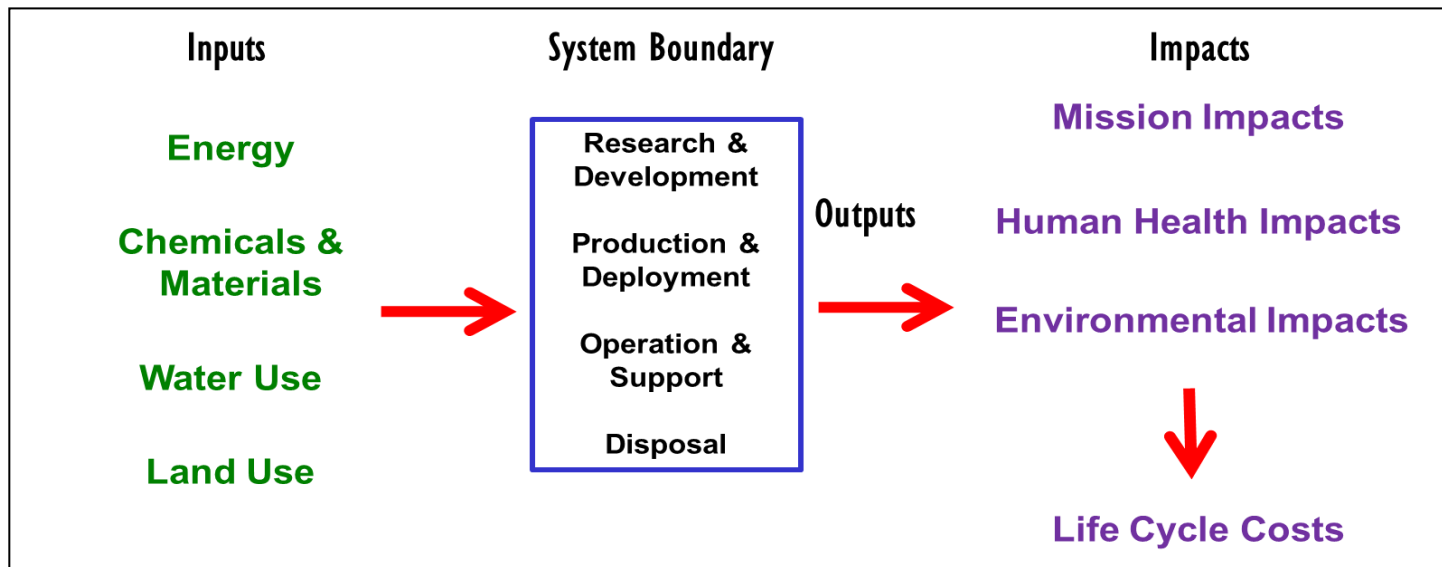 Inputs
Energy
Chemicals &
Materials
Water Use
Land Use
System Boundary
Research &
Development
Production &
Deployment
Operation &
Support
Disposal
Outputs
Impacts
Mission Impacts
Human Health Impacts
Environmental Impacts
Life Cycle Costs